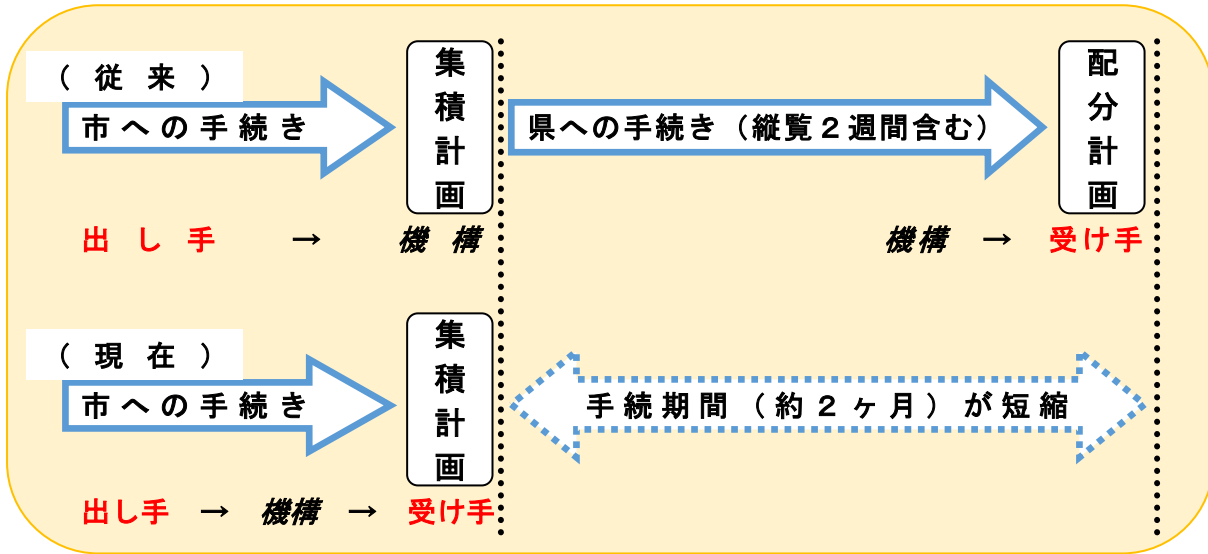 （従来）
市への手続き
集積計画
県への手続き（縦覧２週間含む）
配分計画
出し手 → 機構
機構 → 受け手
（現在）
市への手続き
集積計画
手続期間（約２ヶ月）が短縮
出し手 → 機構 → 受け手